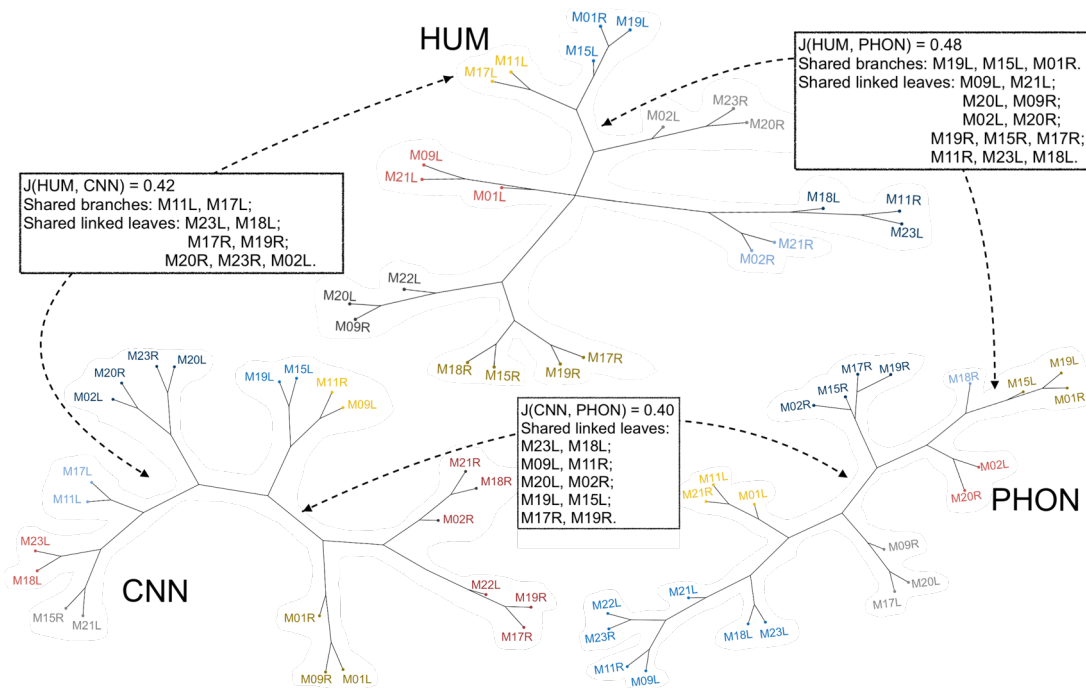 HUM
M01R
M19L
M15L
M11L
M17L
M02L
M23R
M20R
M09L
M21L
M01L
M18L
M11R
M23L
M21R
M02R
M22L
M20L
M09R
M18R
M15R
M19R
M17R
J(HUM, PHON) = 0.48
Shared branches: M19L, M15L, M01R.
Shared linked leaves: M09L, M21L;
M20L, M09R;
M02L, M20R;
M19R, M15R, M17R;
M11R, M23L, M18L.
J(HUM, CNN) = 0.42
Shared branches: M11L, M17L;
Shared linked leaves: M23L, M18L;
M17R, M19R;
M20R, M23R, M02L.
J(CNN, PHON) = 0.40
Shared linked leaves:
M23L, M18L;
M09L, M11R;
M20L, M02R;
M19L, M15L;
M17R, M19R.
CNN
M23R
M20L
M20R
M02L
M19L
M15L
M11R
M09L
M17L
M11L
M23L
M18L
M15R
M21L
M21R
M18R
M02R
M22L
M19R
M17R
M01R
M09R
M01L
PHON
M17R
M19R
M15R
M02R
M18R
M19L
M15L
M01R
M02L
M20R
M11L
M21R
M01L
M09R
M20L
M17L
M21L
M22L
M23R
M18L
M23L
M11R
M09L